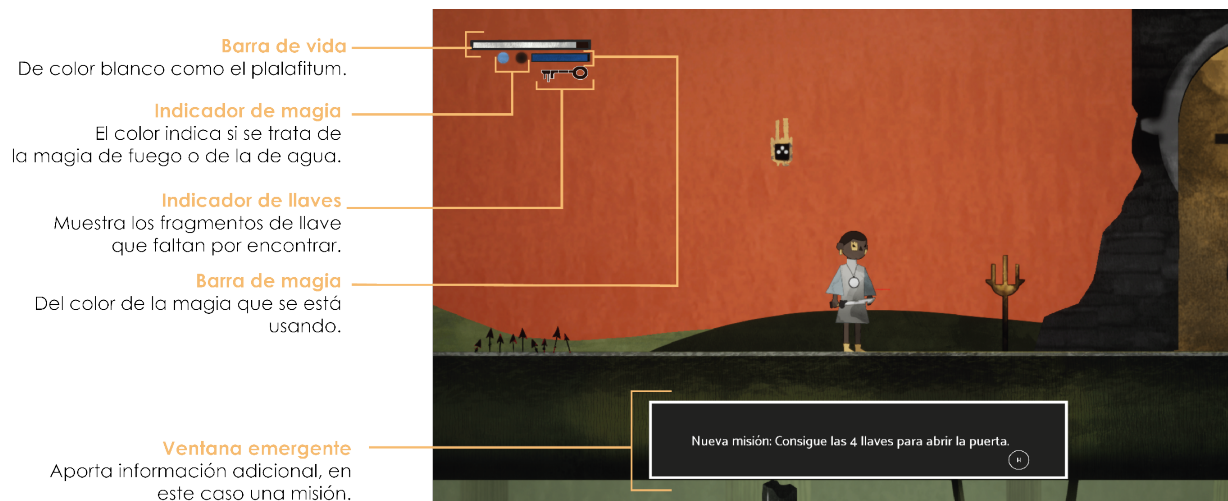 Barra de vida
De color blanco como el plalafitum.
Indicador de magia
El color indica si se trata de
la magia de fuego o de la de agua.
Indicador de llaves
Muestra los fragmentos de llave
que faltan por encontrar.
Barra de magia
Del color de la magia que se está
usando.
Ventana emergente
Aporta información adicional, en
este caso una misión.
Nueva misión: Consigue las 4 llaves para abrir la puerta.